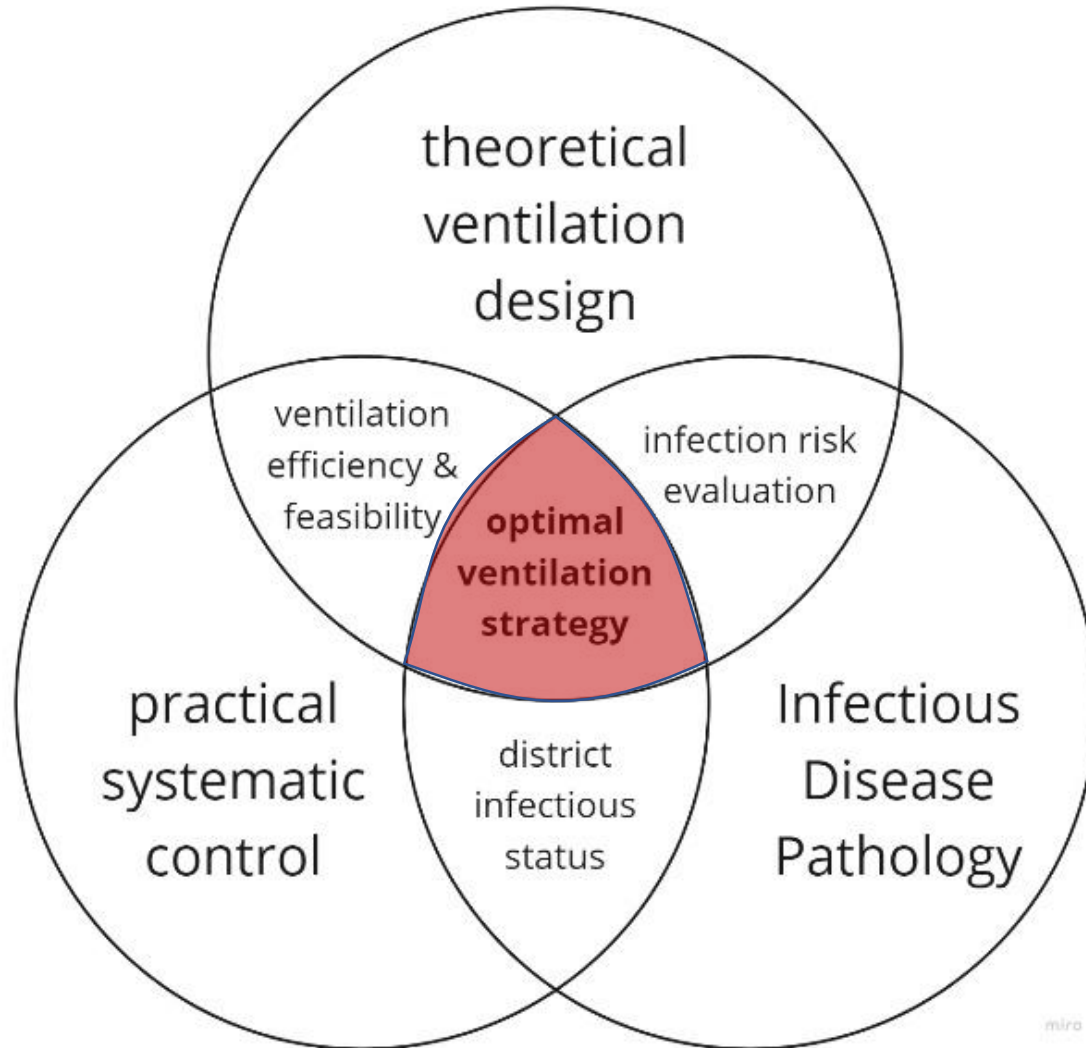 theoretical
ventilation
design
ventilation
efficiency &
feasibility
infection risk
evaluation
optimal
ventilation
strategy
practical
systematic
control
district
infectious
status
Infectious
Disease
Pathology
miro